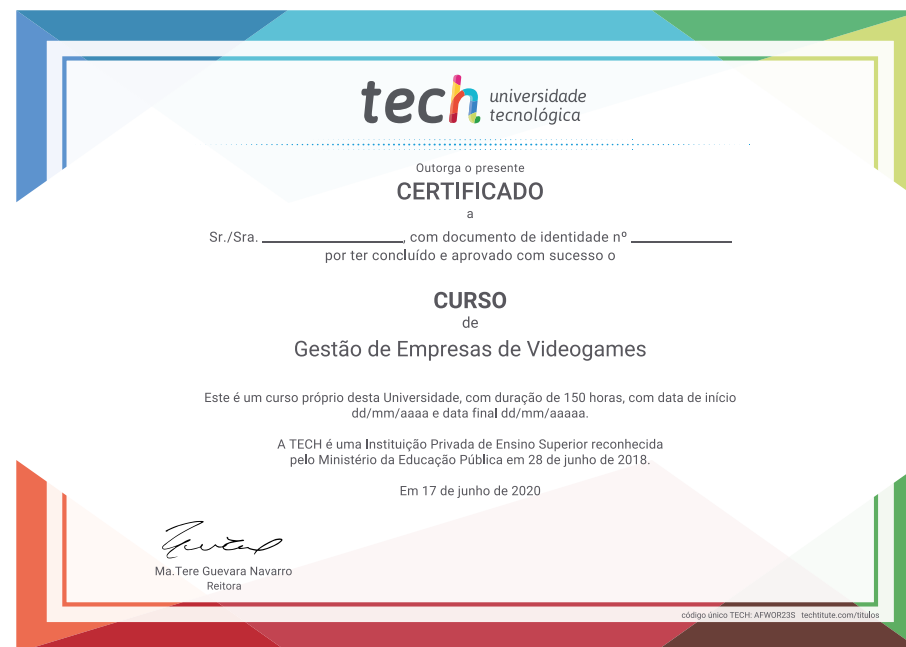 tech universidade
tecnológica
Outorga o presente
CERTIFICADO
a
Sr./Sra. ____________, com documento de identidade nº ____________
por ter concluído e aprovado com sucesso o
CURSO
de
Gestão de Empresas de Videogames
Este é um curso próprio desta Universidade, com duração de 150 horas, com data de início
dd/mm/aaaa e data final dd/mm/aaaaa.
A TECH é uma Instituição Privada de Ensino Superior reconhecida
pelo Ministério da Educação Pública em 28 de junho de 2018.
Em 17 de junho de 2020
Ma.Tere Guevara Navarro
Reitora
código único TECH: AFWOR23S techtitute.com/títulos